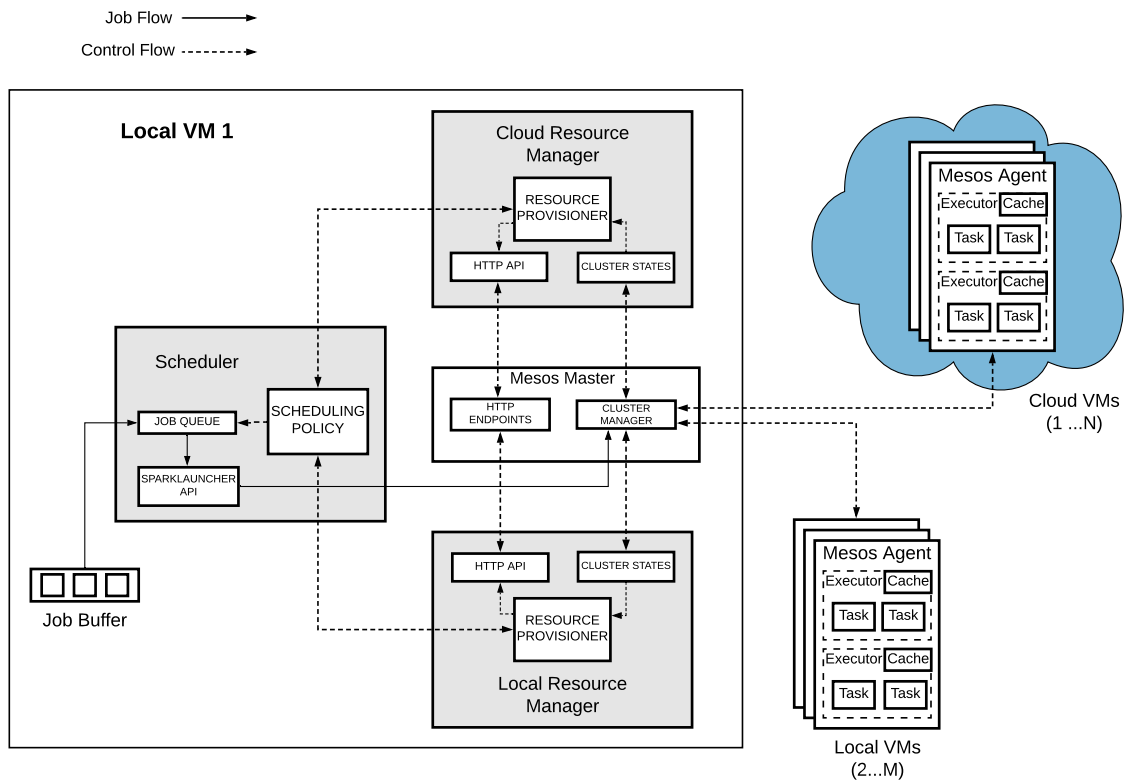 Job Flow
Control Flow
Local VM 1
Cloud Resource
Manager
RESOURCE
PROVISIONER
HTTP API
CLUSTER STATES
Scheduler
JOB QUEUE
SCHEDULING
POLICY
SPARKLAUNCHER
API
Mesos Master
HTTP
ENDPOINTS
CLUSTER
MANAGER
HTTP API
CLUSTER STATES
RESOURCE
PROVISIONER
Local Resource
Manager
Job Buffer
Mesos Agent
Executor Cache
Task Task
Executor Cache
Task Task
Cloud VMs
(1 ...N)
Mesos Agent
Executor Cache
Task Task
Executor Cache
Task Task
Local VMs
(2...M)